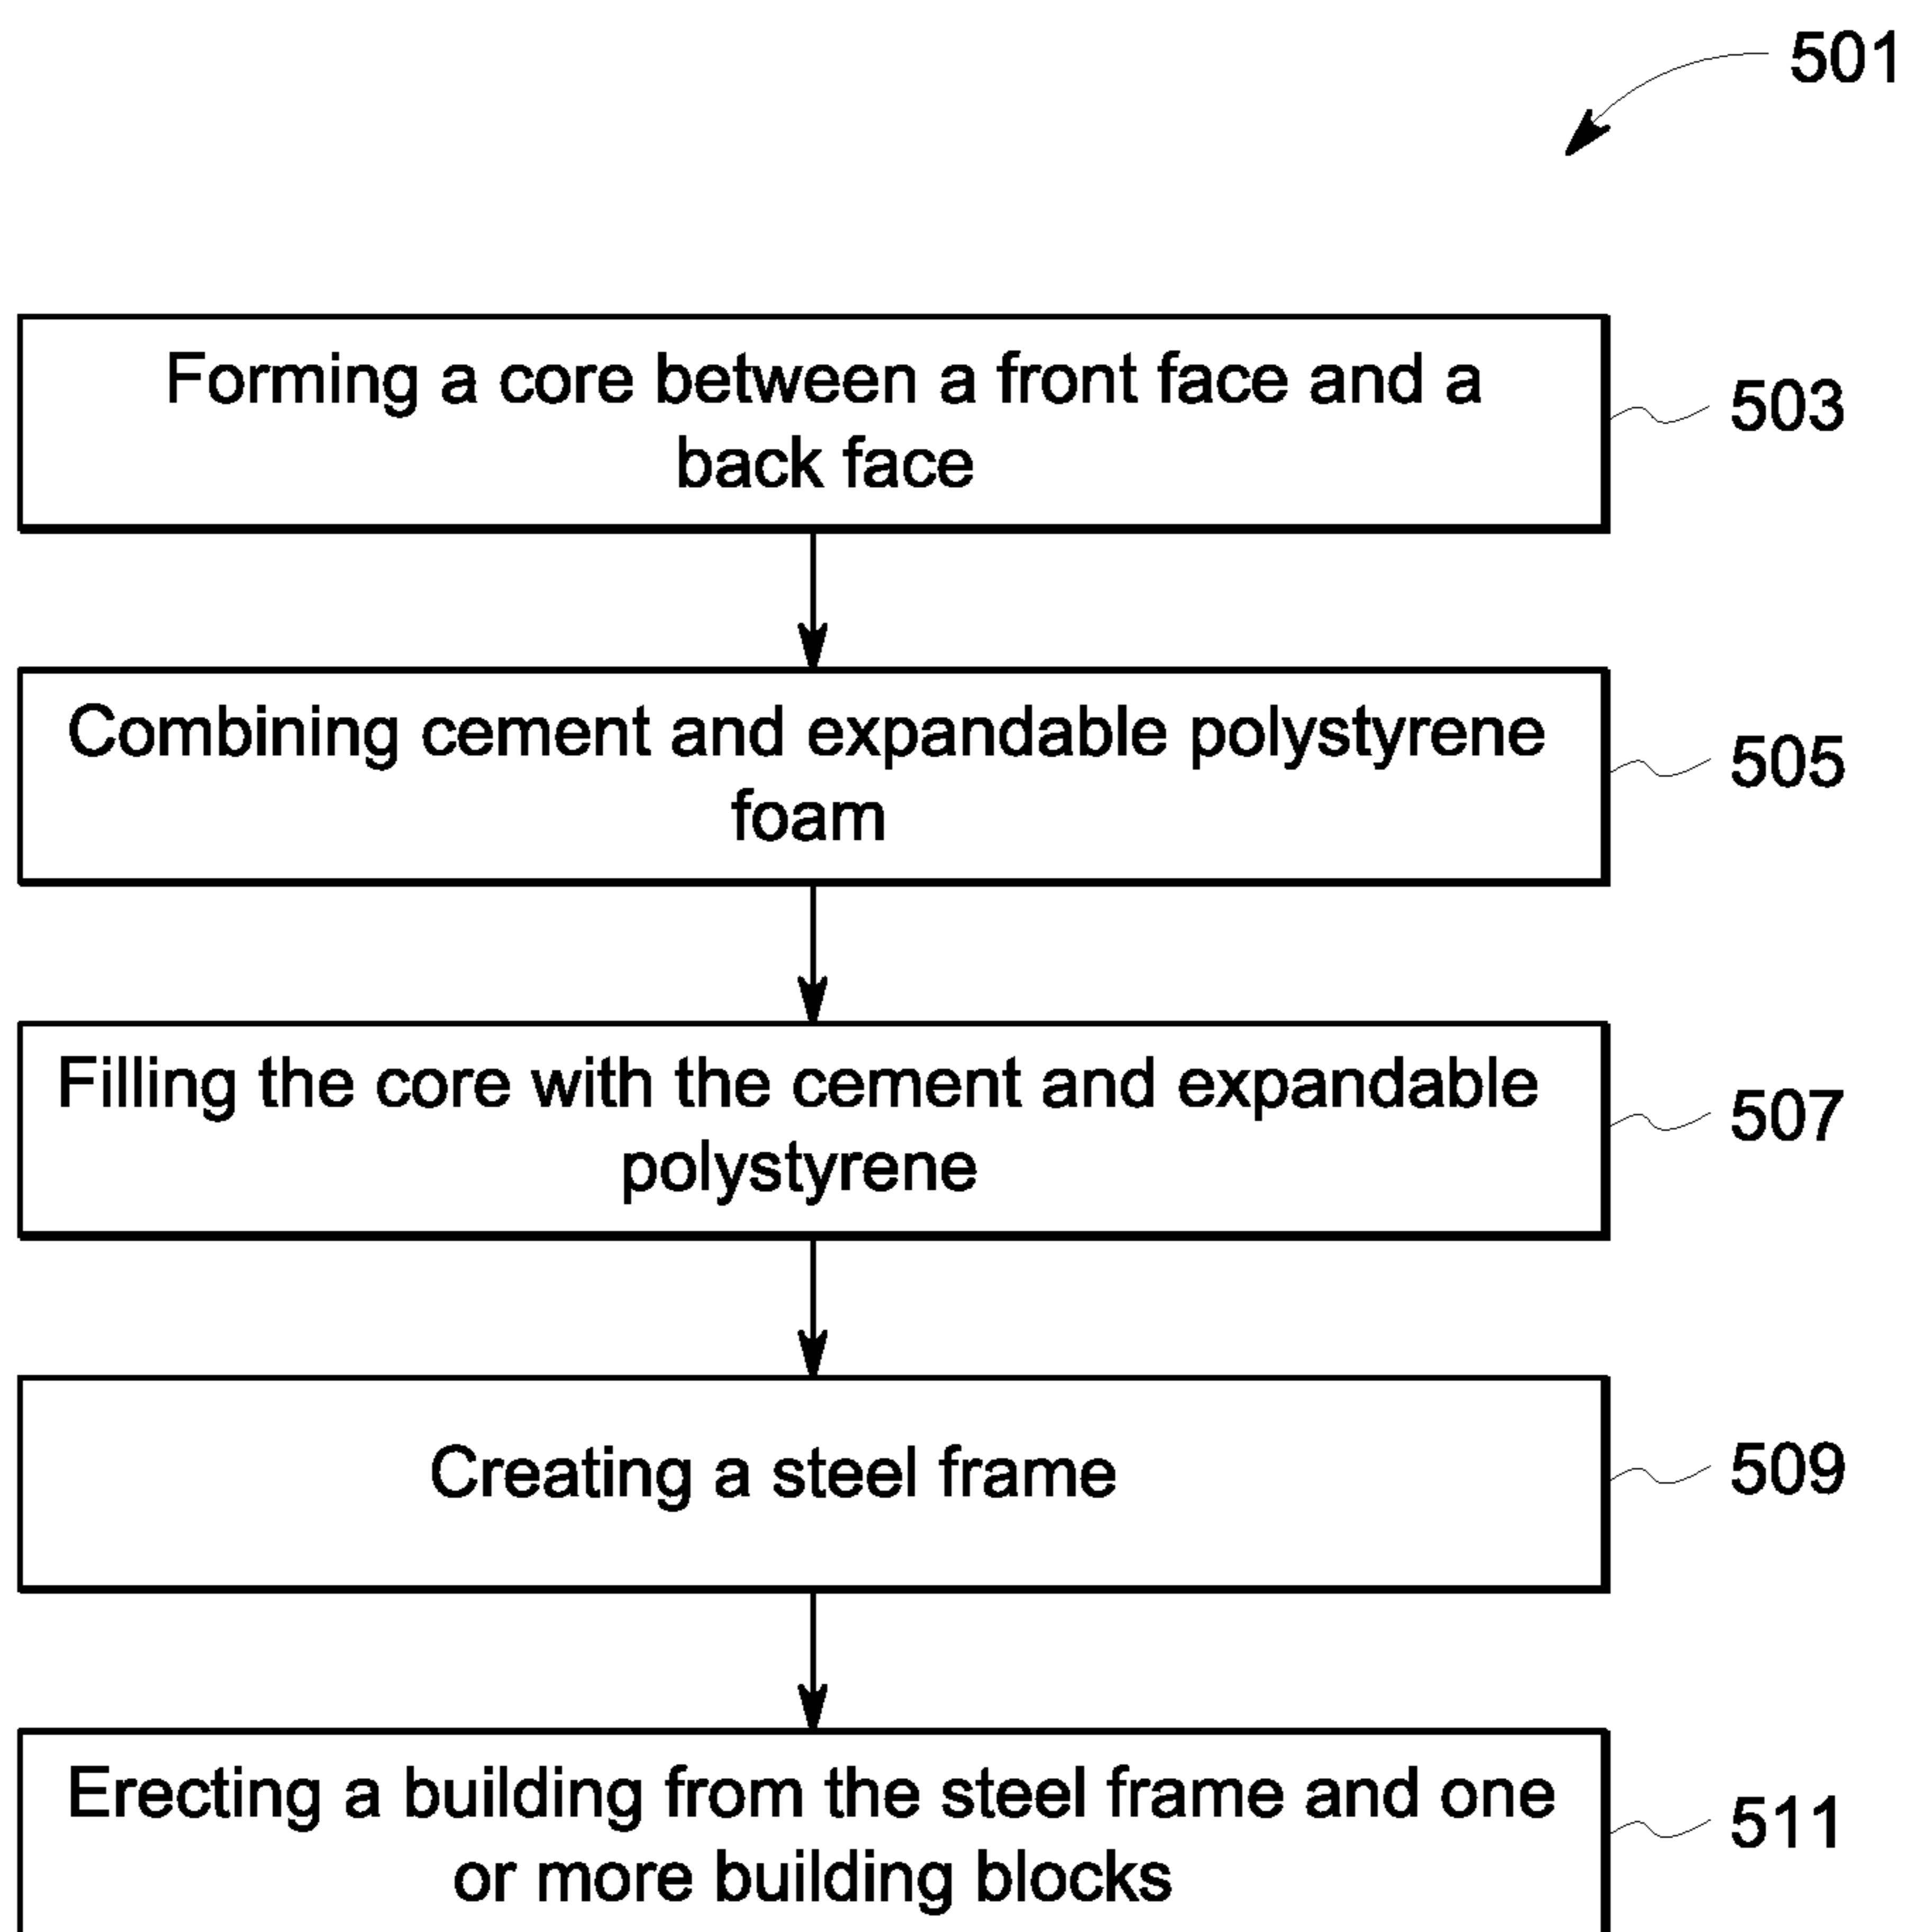 501
Forming a core between a front face and a
back face
503
Combining cement and expandable polystyrene
foam
505
Filling the core with the cement and expandable
polystyrene
507
Creating a steel frame
509
Erecting a building from the steel frame and one
or more building blocks
511